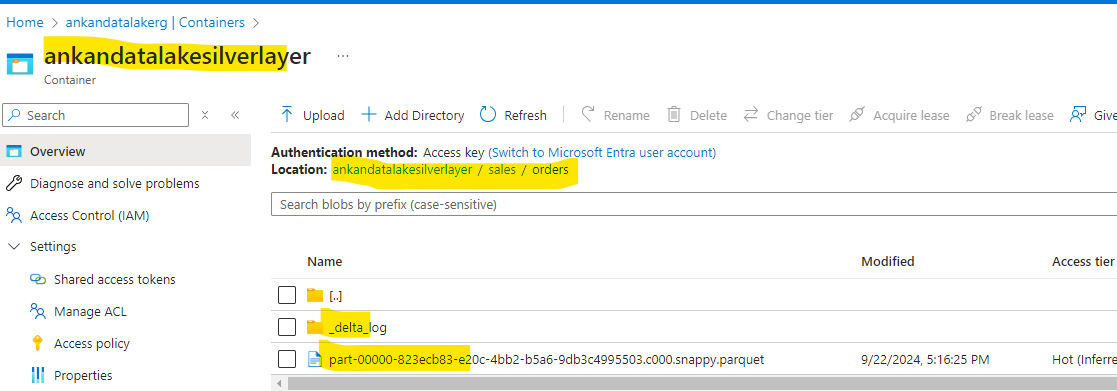 Home > ankandatalakerg | Containers >
ankandatalakesilverlayer ...
Container
Search
«
Upload Add Directory Refresh Rename Delete Change tier Acquire lease Break lease Give
Overview
Diagnose and solve problems
Access Control (IAM)
Settings
Shared access tokens
Manage ACL
Access policy
Properties
Authentication method: Access key (Switch to Microsoft Entra user account)
Location: ankandatalakesilverlayer / sales / orders
Search blobs by prefix (case-sensitive)
Name Modified Access tier
[..]
_delta_log
part-00000-823ecb83-e20c-4bb2-b5a6-9db3c4995503.c000.snappy.parquet 9/22/2024, 5:16:25 PM Hot (Inferre